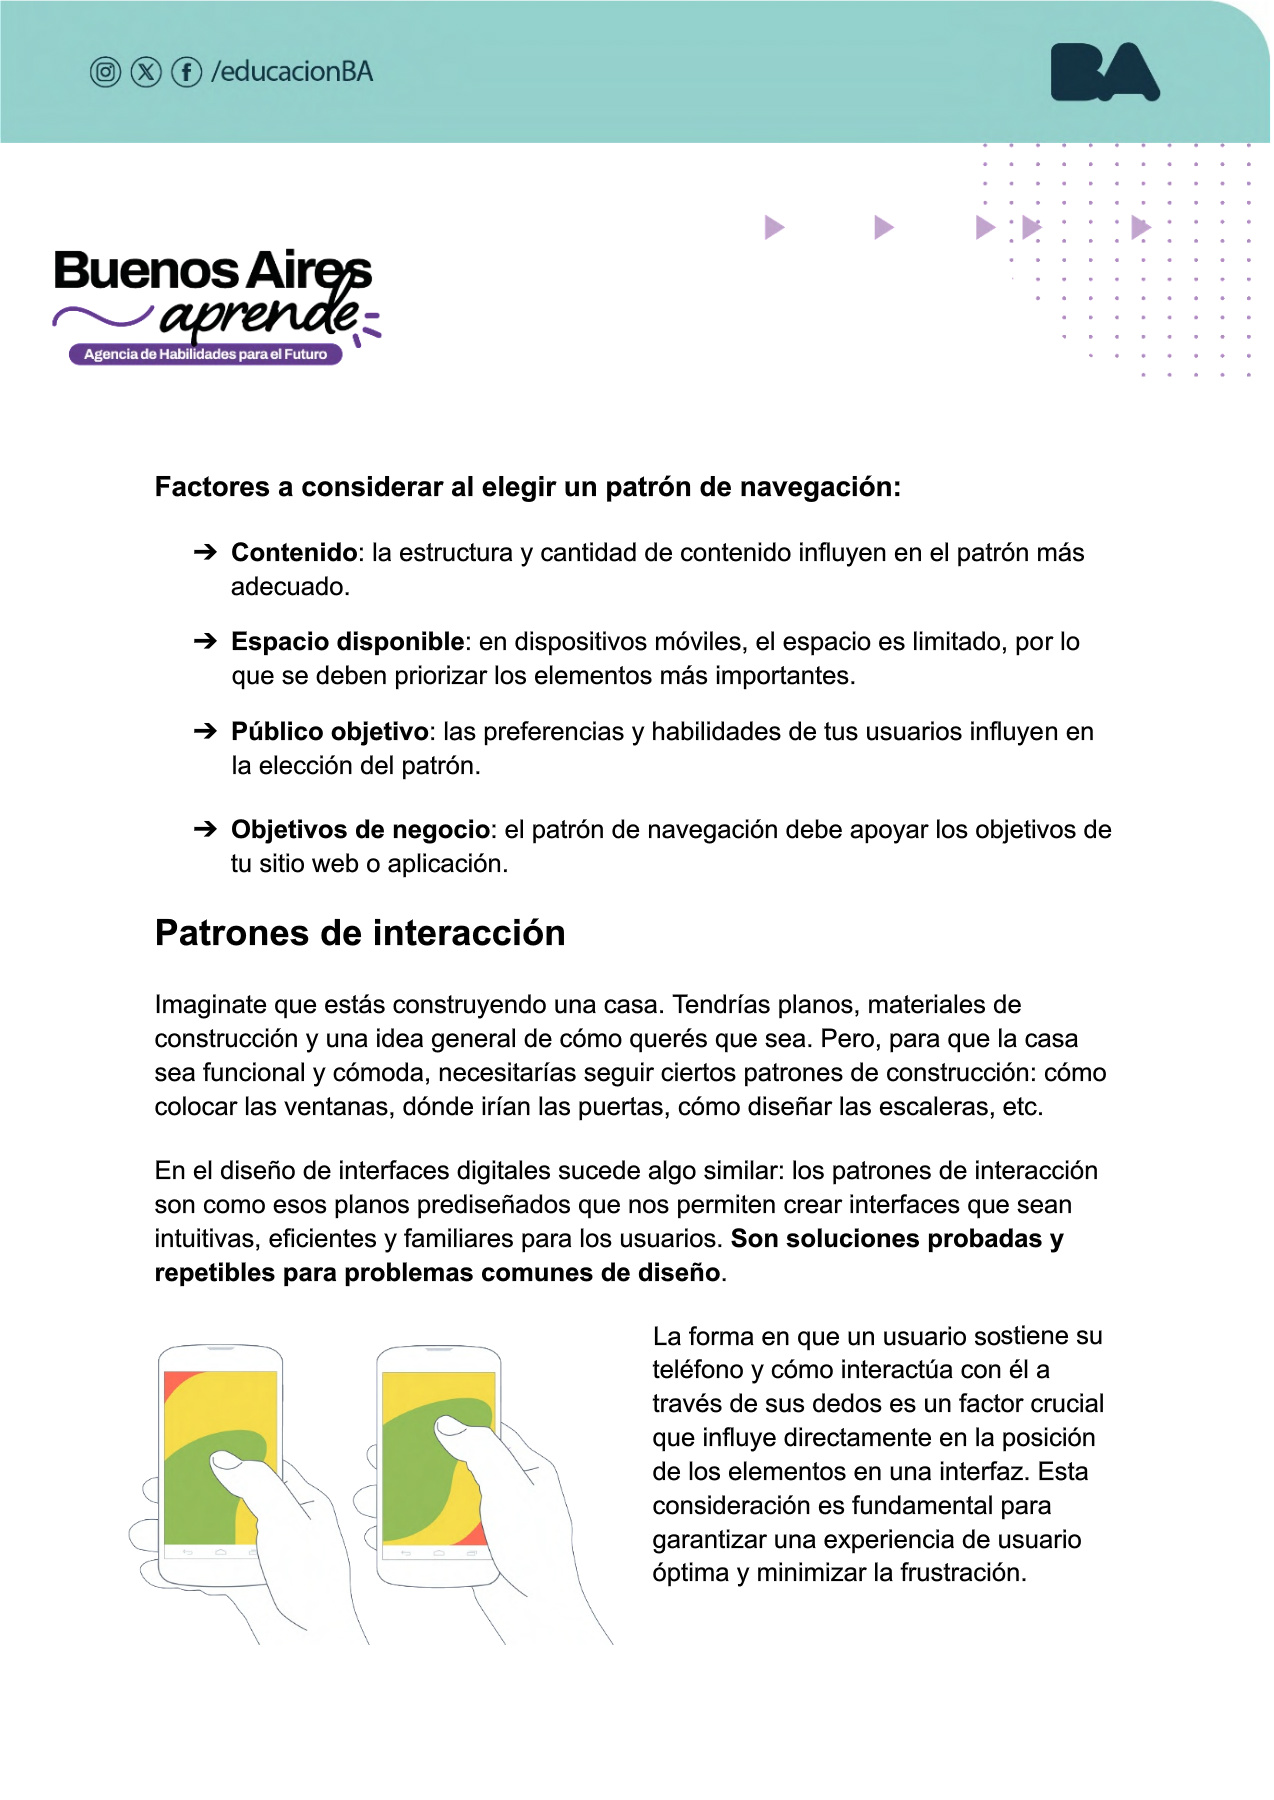 /educacionBA
BA
Buenos Aires
aprende
Agencia de Habilidades para el Futuro
Factores a considerar al elegir un patrón de navegación:
➔ Contenido: la estructura y cantidad de contenido influyen en el patrón más
adecuado.
➔ Espacio disponible: en dispositivos móviles, el espacio es limitado, por lo
que se deben priorizar los elementos más importantes.
➔ Público objetivo: las preferencias y habilidades de tus usuarios influyen en
la elección del patrón.
➔ Objetivos de negocio: el patrón de navegación debe apoyar los objetivos de
tu sitio web o aplicación.
Patrones de interacción
Imaginate que estás construyendo una casa. Tendrías planos, materiales de
construcción y una idea general de cómo querés que sea. Pero, para que la casa
sea funcional y cómoda, necesitarías seguir ciertos patrones de construcción: cómo
colocar las ventanas, dónde irían las puertas, cómo diseñar las escaleras, etc.
En el diseño de interfaces digitales sucede algo similar: los patrones de interacción
son como esos planos prediseñados que nos permiten crear interfaces que sean
intuitivas, eficientes y familiares para los usuarios. Son soluciones probadas y
repetibles para problemas comunes de diseño.
La forma en que un usuario sostiene su
teléfono y cómo interactúa con él a
través de sus dedos es un factor crucial
que influye directamente en la posición
de los elementos en una interfaz. Esta
consideración es fundamental para
garantizar una experiencia de usuario
óptima y minimizar la frustración.